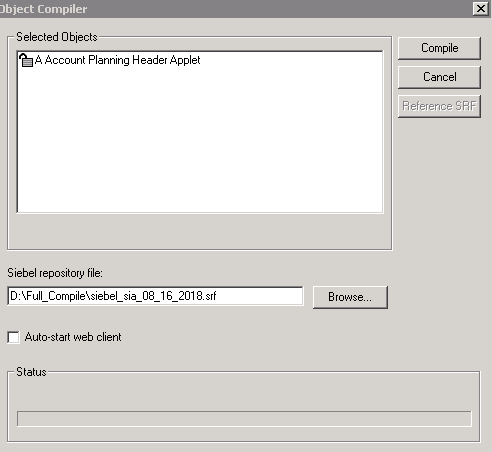 Object Compiler
Selected Objects
A Account Planning Header Applet
Compile
Cancel
Reference SRF
Siebel repository file:
D:\Full_Compile\siebel_sia_08_16_2018.srf
Browse...
Auto-start web client
Status